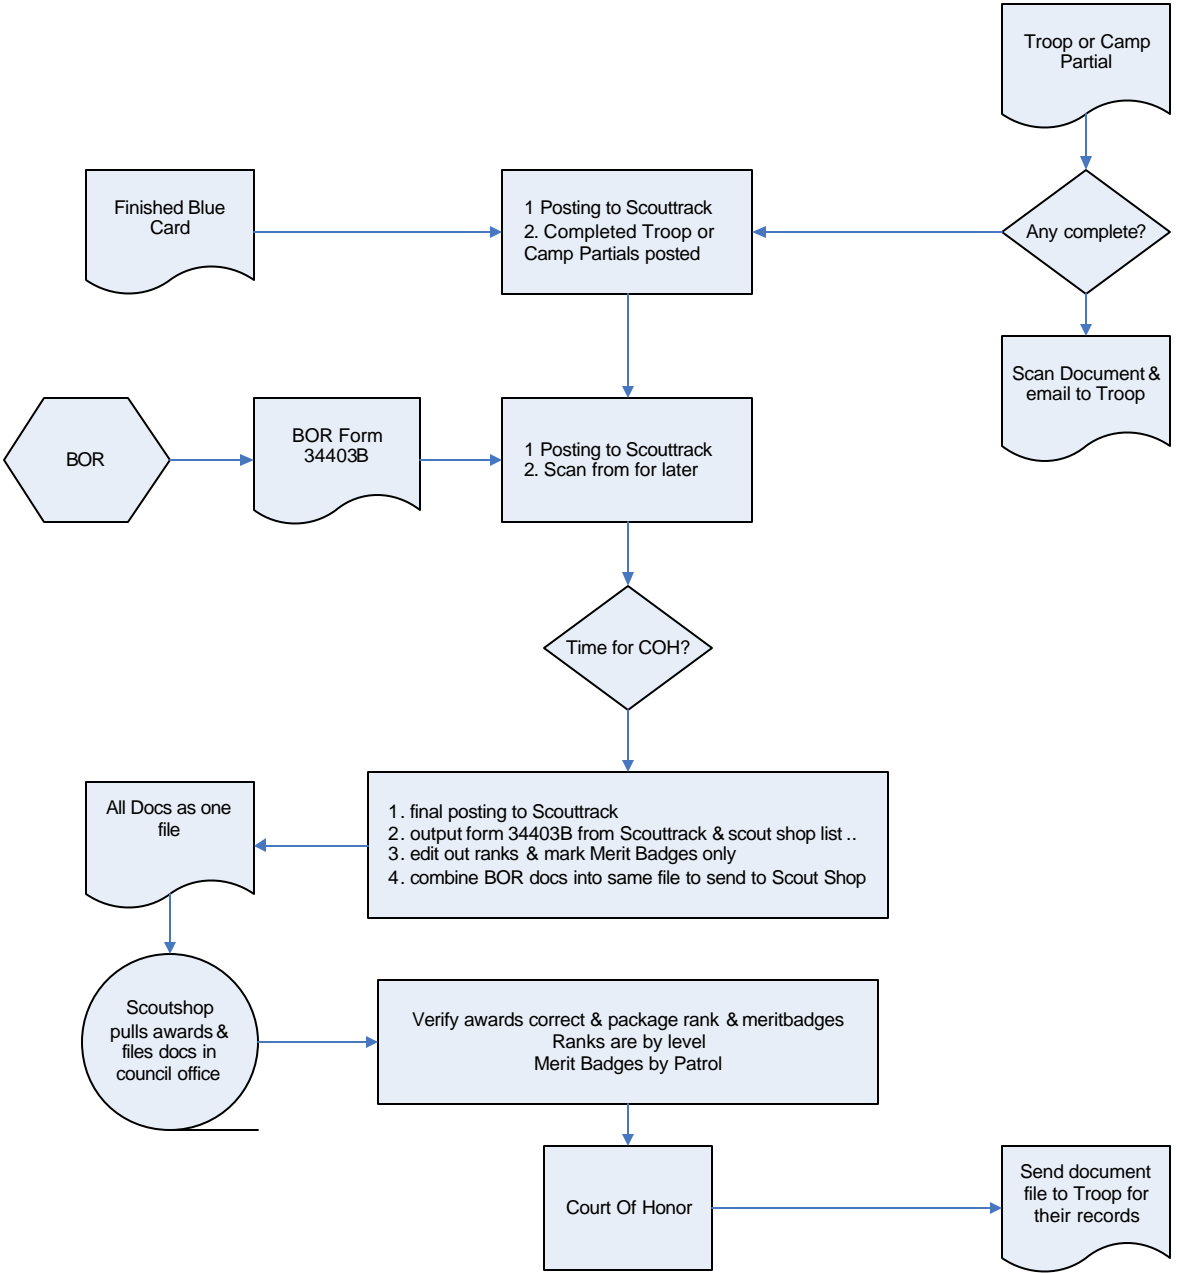 Troop or Camp
Partial
Finished Blue
Card
1 Posting to Scouttrack
2. Completed Troop or
Camp Partials posted
Any complete?
Scan Document &
email to Troop
BOR
BOR Form
34403B
1 Posting to Scouttrack
2. Scan from for later
Time for COH?
All Docs as one
file
1. final posting to Scouttrack
2. output form 34403B from Scouttrack & scout shop list ..
3. edit out ranks & mark Merit Badges only
4. combine BOR docs into same file to send to Scout Shop
Scoutshop
pulls awards &
files docs in
council office
Verify awards correct & package rank & meritbadges
Ranks are by level
Merit Badges by Patrol
Court Of Honor
Send document
file to Troop for
their records